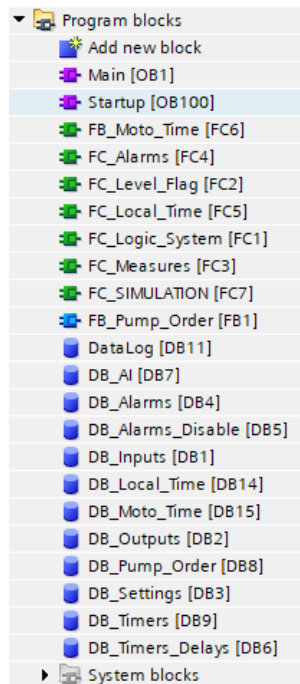 Program blocks
Add new block
Main [OB1]
Startup [OB100]
FB_Moto_Time [FC6]
FC_Alarms [FC4]
FC_Level_Flag [FC2]
FC_Local_Time [FC5]
FC_Logic_System [FC1]
FC_Measures [FC3]
FC_SIMULATION [FC7]
FB_Pump_Order [FB1]
DataLog [DB11]
DB_AI [DB7]
DB_Alarms [DB4]
DB_Alarms_Disable [DB5]
DB_Inputs [DB1]
DB_Local_Time [DB14]
DB_Moto_Time [DB15]
DB_Outputs [DB2]
DB_Pump_Order [DB8]
DB_Settings [DB3]
DB_Timers [DB9]
DB_Timers_Delays [DB6]
System blocks